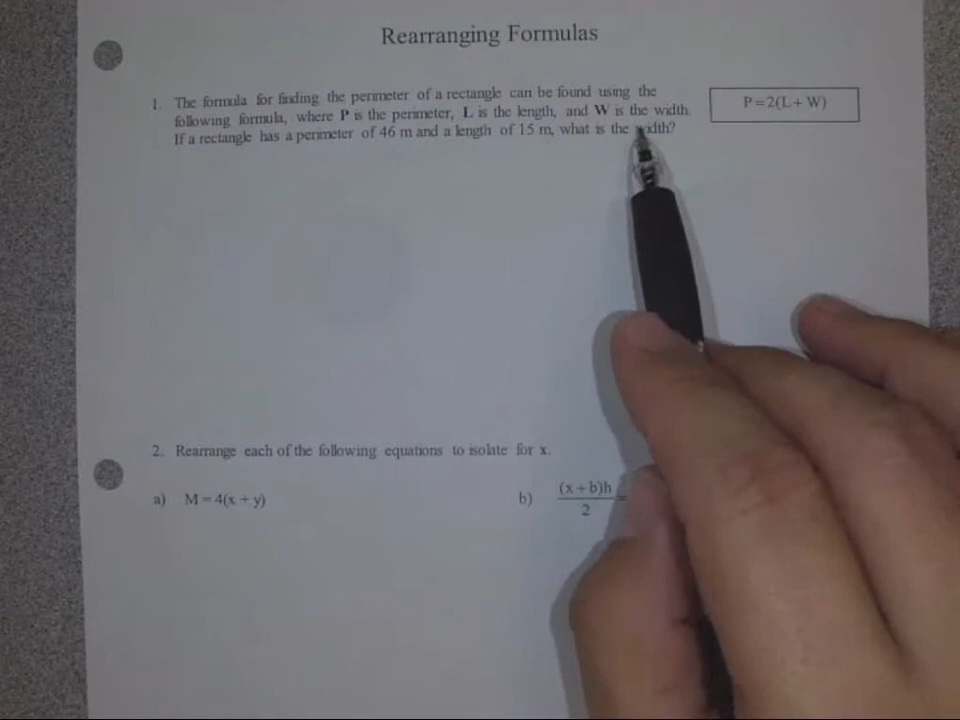 Rearranging Formulas
1. The formula for finding the perimeter of a rectangle can be found using the
following formula, where P is the perimeter, L is the length, and W is the width.
If a rectangle has a perimeter of 46 m and a length of 15 m, what is the width?
P = 2(L + W)
2. Rearrange each of the following equations to isolate for x.
a) M = 4(x + y)
b) (x + b)h
2
=